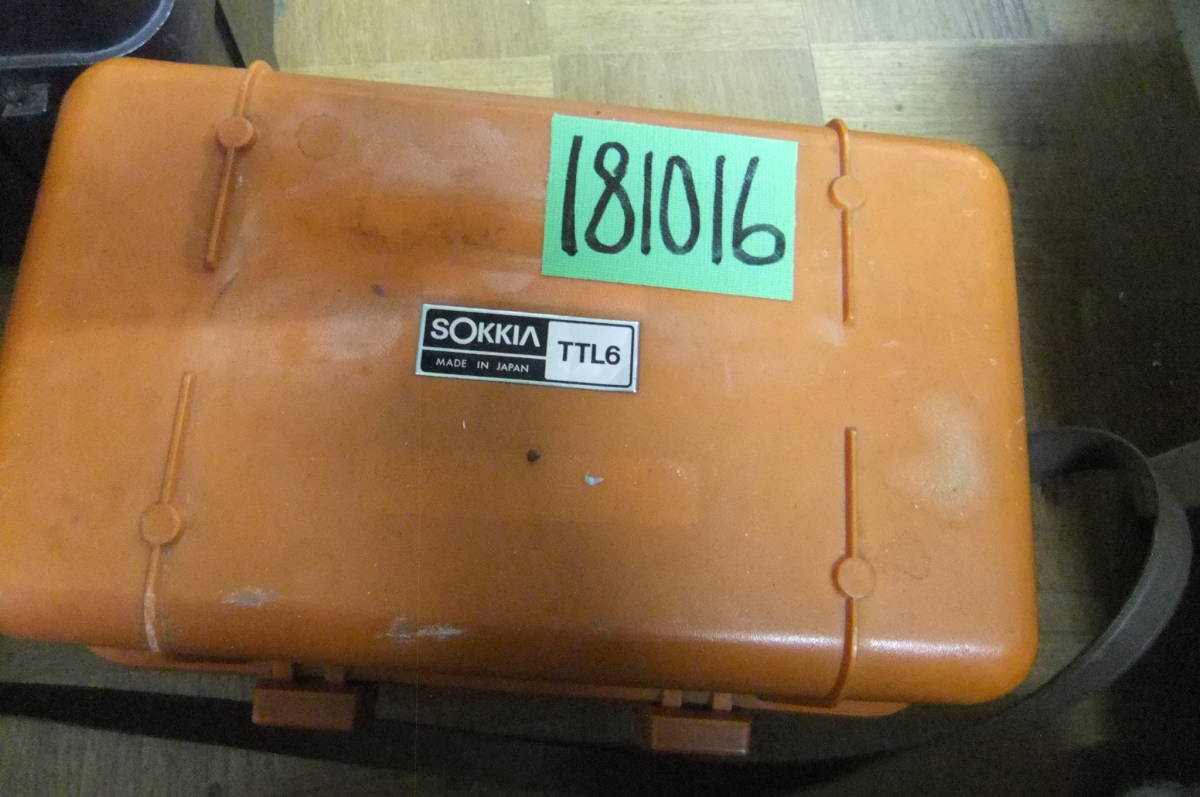 181016
SOKKIA
TTL6
MADE IN JAPAN